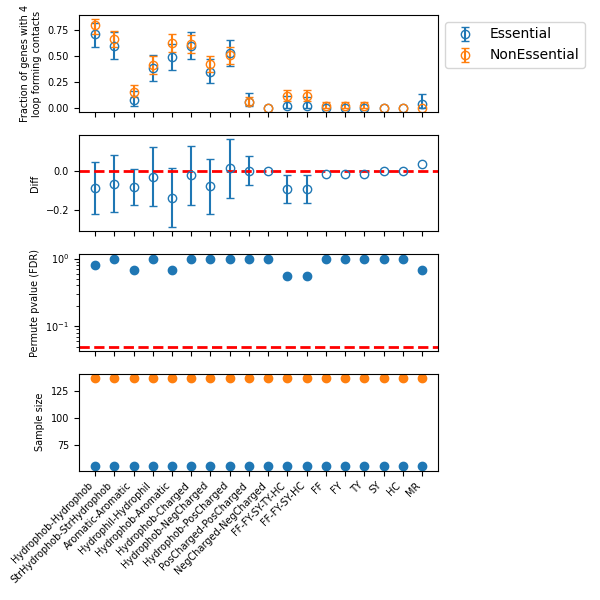 Fraction of genes with 4
loop forming contacts
0.75
0.50
0.25
0.00
Essential
NonEssential
Diff
0.0
−0.2
Permute pvalue (FDR)
10⁰
10⁻¹
Sample size
125
100
75
Hydrophob-Hydrophob
StrHydrophob-StrHydrophob
Aromatic-Aromatic
Hydrophil-Hydrophil
Hydrophob-Aromatic
Hydrophob-Charged
Hydrophob-NegCharged
Hydrophob-PosCharged
PosCharged-PosCharged
NegCharged-NegCharged
FF-FY-SY-TY-HC
FF-FY-SY-HC
FF
FY
TY
SY
HC
MR